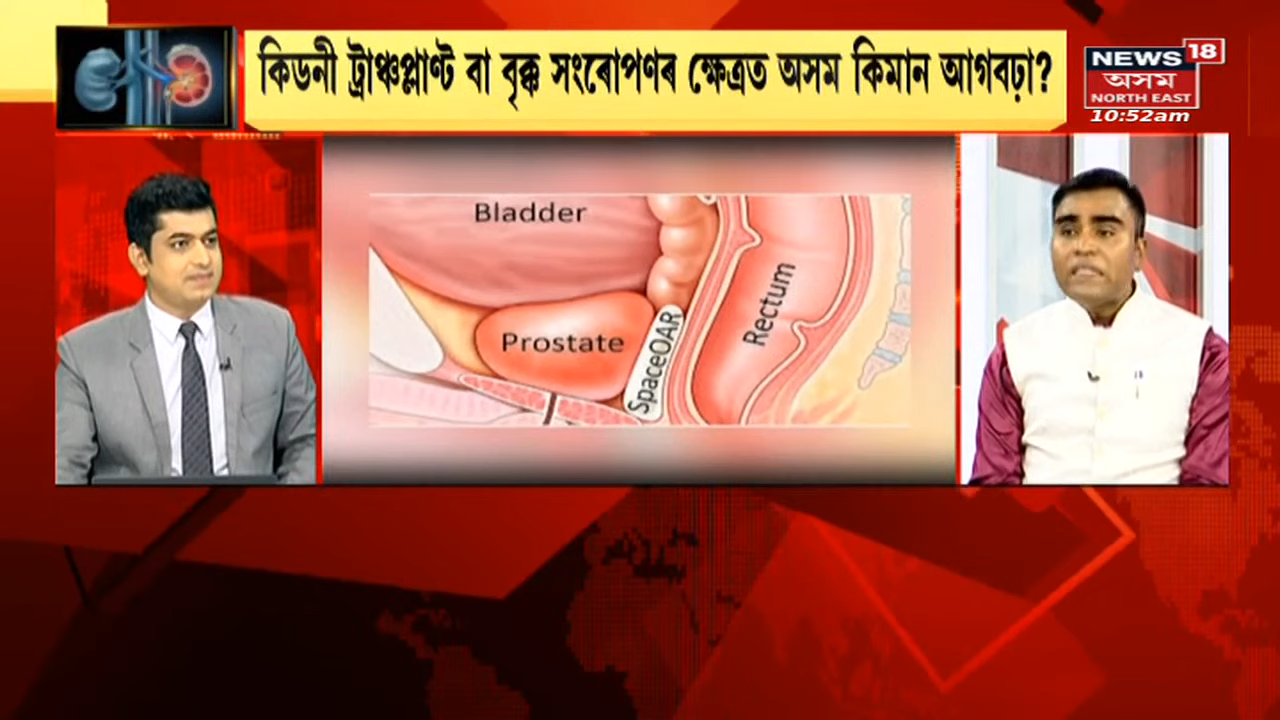 কিডনী ট্ৰান্সপ্লাণ্ট বা বৃক্ক সংৰোপণৰ ক্ষেত্ৰত অসম কিমান আগবঢ়া?
NEWS 18
অসম
NORTH EAST
10:52am
Bladder
Prostate
SpaceOAR
Rectum